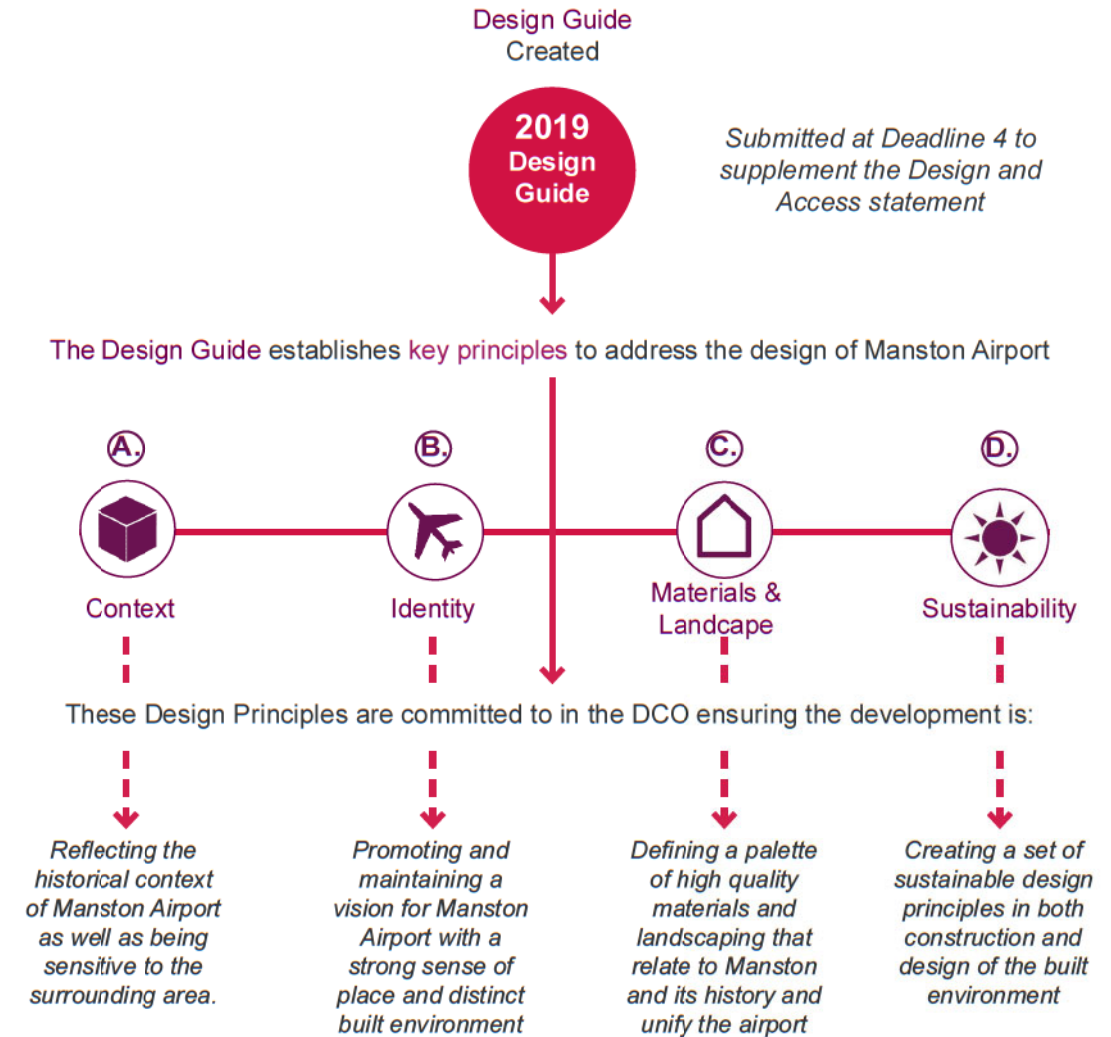 Design Guide
Created
2019
Design
Guide
Submitted at Deadline 4 to
supplement the Design and
Access statement
The Design Guide establishes key principles to address the design of Manston Airport
A.
B.
C.
D.
Context
Identity
Materials &
Landcape
Sustainability
These Design Principles are committed to in the DCO ensuring the development is:
Reflecting the
historical context
of Manston Airport
as well as being
sensitive to the
surrounding area.
Promoting and
maintaining a
vision for Manston
Airport with a
strong sense of
place and distinct
built environment
Defining a palette
of high quality
materials and
landscaping that
relate to Manston
and its history and
unify the airport
Creating a set of
sustainable design
principles in both
construction and
design of the built
environment